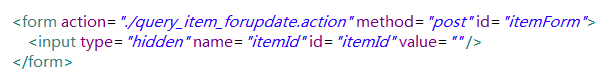 <form action="./query_item_forupdate.action" method="post" id="itemForm">
<input type="hidden" name="itemId" id="itemId" value=""/>
</form>